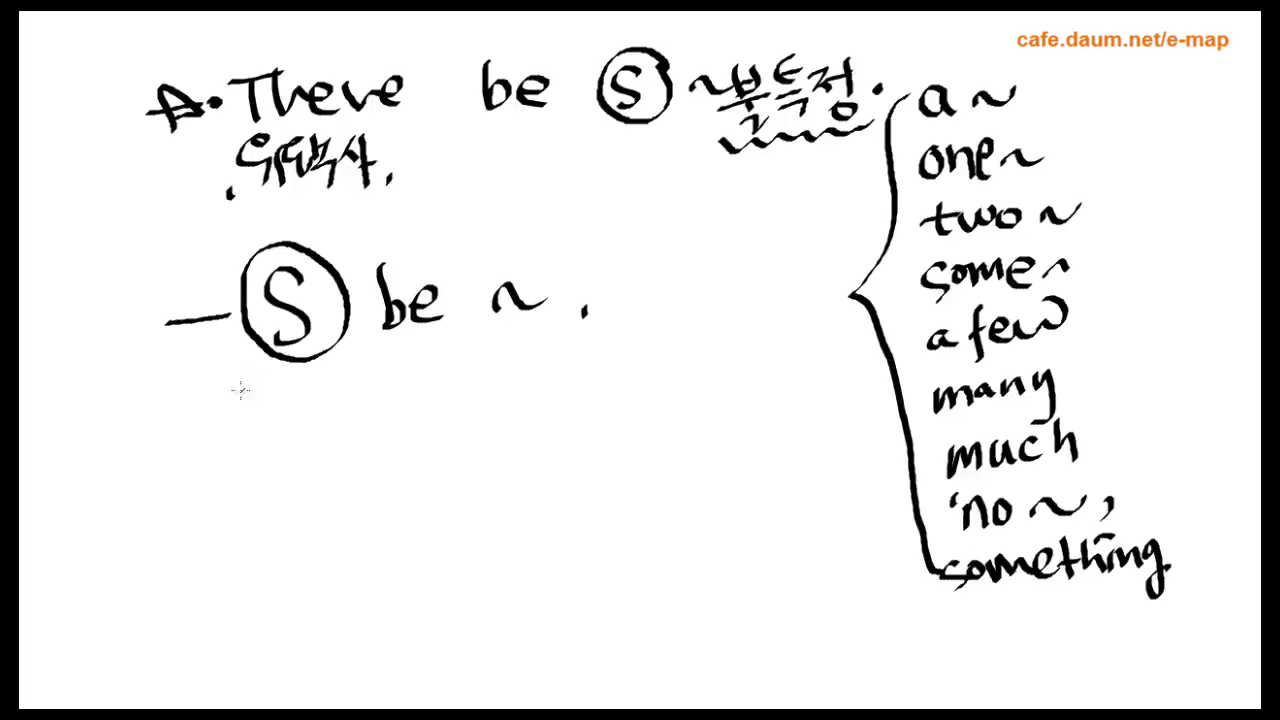 cafe.daum.net/e-map
☆. There be Ⓢ ~불특정.
.유도부사.
— Ⓢ be ~ .
a ~
one ~
two ~
some ~
a few
many
much
'no ~ ,
something.